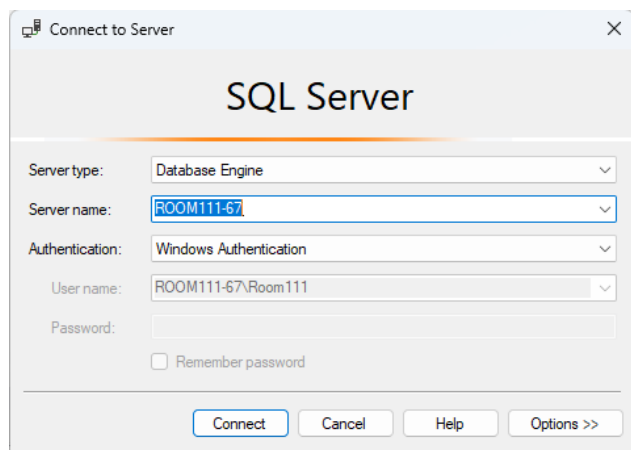 Connect to Server
SQL Server
Server type: Database Engine
Server name: ROOM111-67
Authentication: Windows Authentication
User name: ROOM111-67\Room111
Password:
Remember password
Connect Cancel Help Options >>